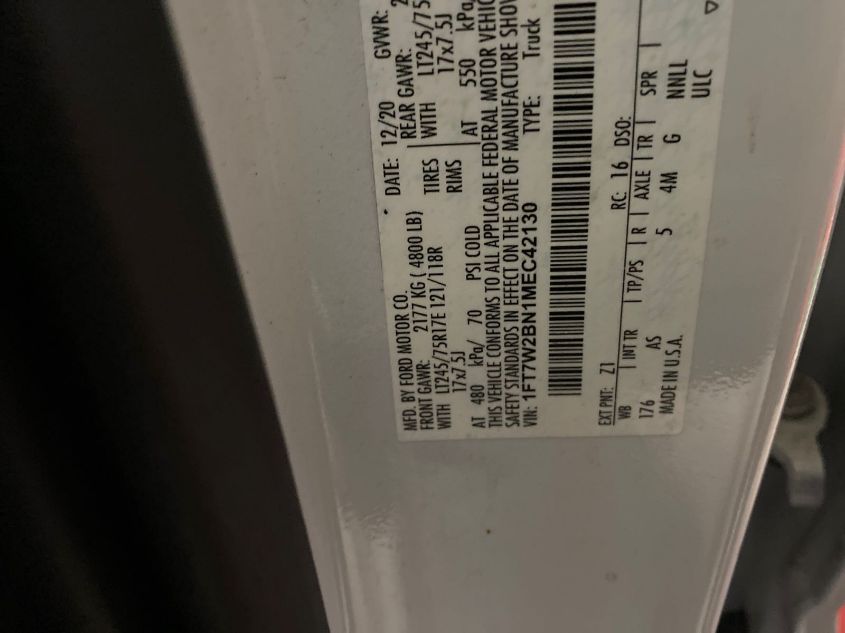 MFD. BY FORD MOTOR CO.
DATE: 12/20 GVWR:
FRONT GAWR: 2177 KG ( 4800 LB) REAR GAWR: 2
WITH LT245/75R17E 121/118R TIRES WITH LT245/75
17x7.5J RIMS 17x7.5J
AT 480 kPa/ 70 PSI COLD AT 550 kPa
THIS VEHICLE CONFORMS TO ALL APPLICABLE FEDERAL MOTOR VEHIC
SAFETY STANDARDS IN EFFECT ON THE DATE OF MANUFACTURE SHOW
VIN: 1FT7W2BN1MEC42130 TYPE: Truck
EXT PNT: Z1 RC: 16 DSO:
WB | INT TR | TP/PS | R | AXLE | TR | SPR |
176 AS 5 4M G NNLL
MADE IN U.S.A. ULC